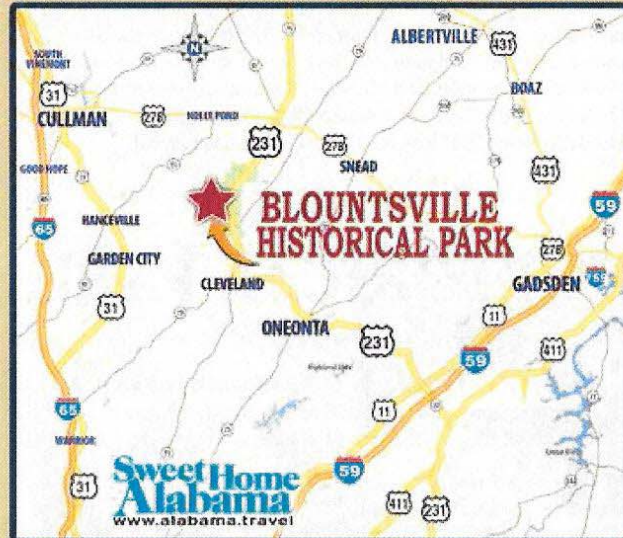 ALBERTVILLE
431
SOUTH
VINEMONT
N
31
BOAZ
CULLMAN
278
HOLLY POND
231
278
SNEAD
431
GOOD HOPE
59
65
HANCEVILLE
BLOUNTSVILLE
HISTORICAL PARK
278
GARDEN CITY
CLEVELAND
GADSDEN
759
31
11
ONEONTA
231
59
411
65
11
WARRIOR
Sweet Home
Alabama
www.alabama.travel
31
59
411
231